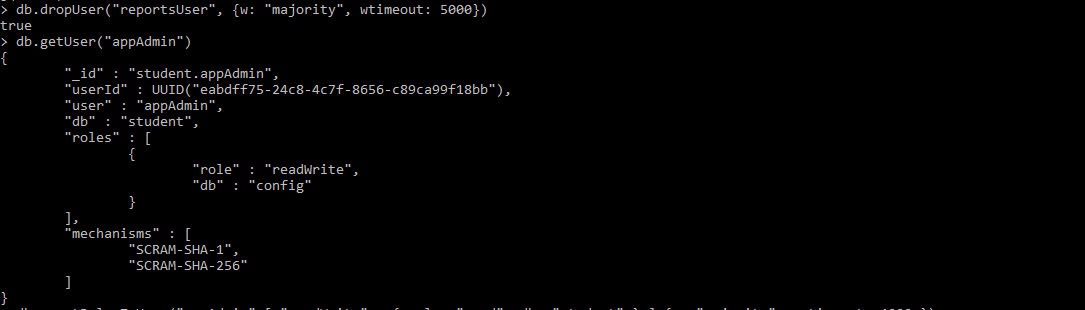 > db.dropUser("reportsUser", {w: "majority", wtimeout: 5000})
true
> db.getUser("appAdmin")
{
        "_id" : "student.appAdmin",
        "userId" : UUID("eabdff75-24c8-4c7f-8656-c89ca99f18bb"),
        "user" : "appAdmin",
        "db" : "student",
        "roles" : [
                {
                        "role" : "readWrite",
                        "db" : "config"
                }
        ],
        "mechanisms" : [
                "SCRAM-SHA-1",
                "SCRAM-SHA-256"
        ]
}